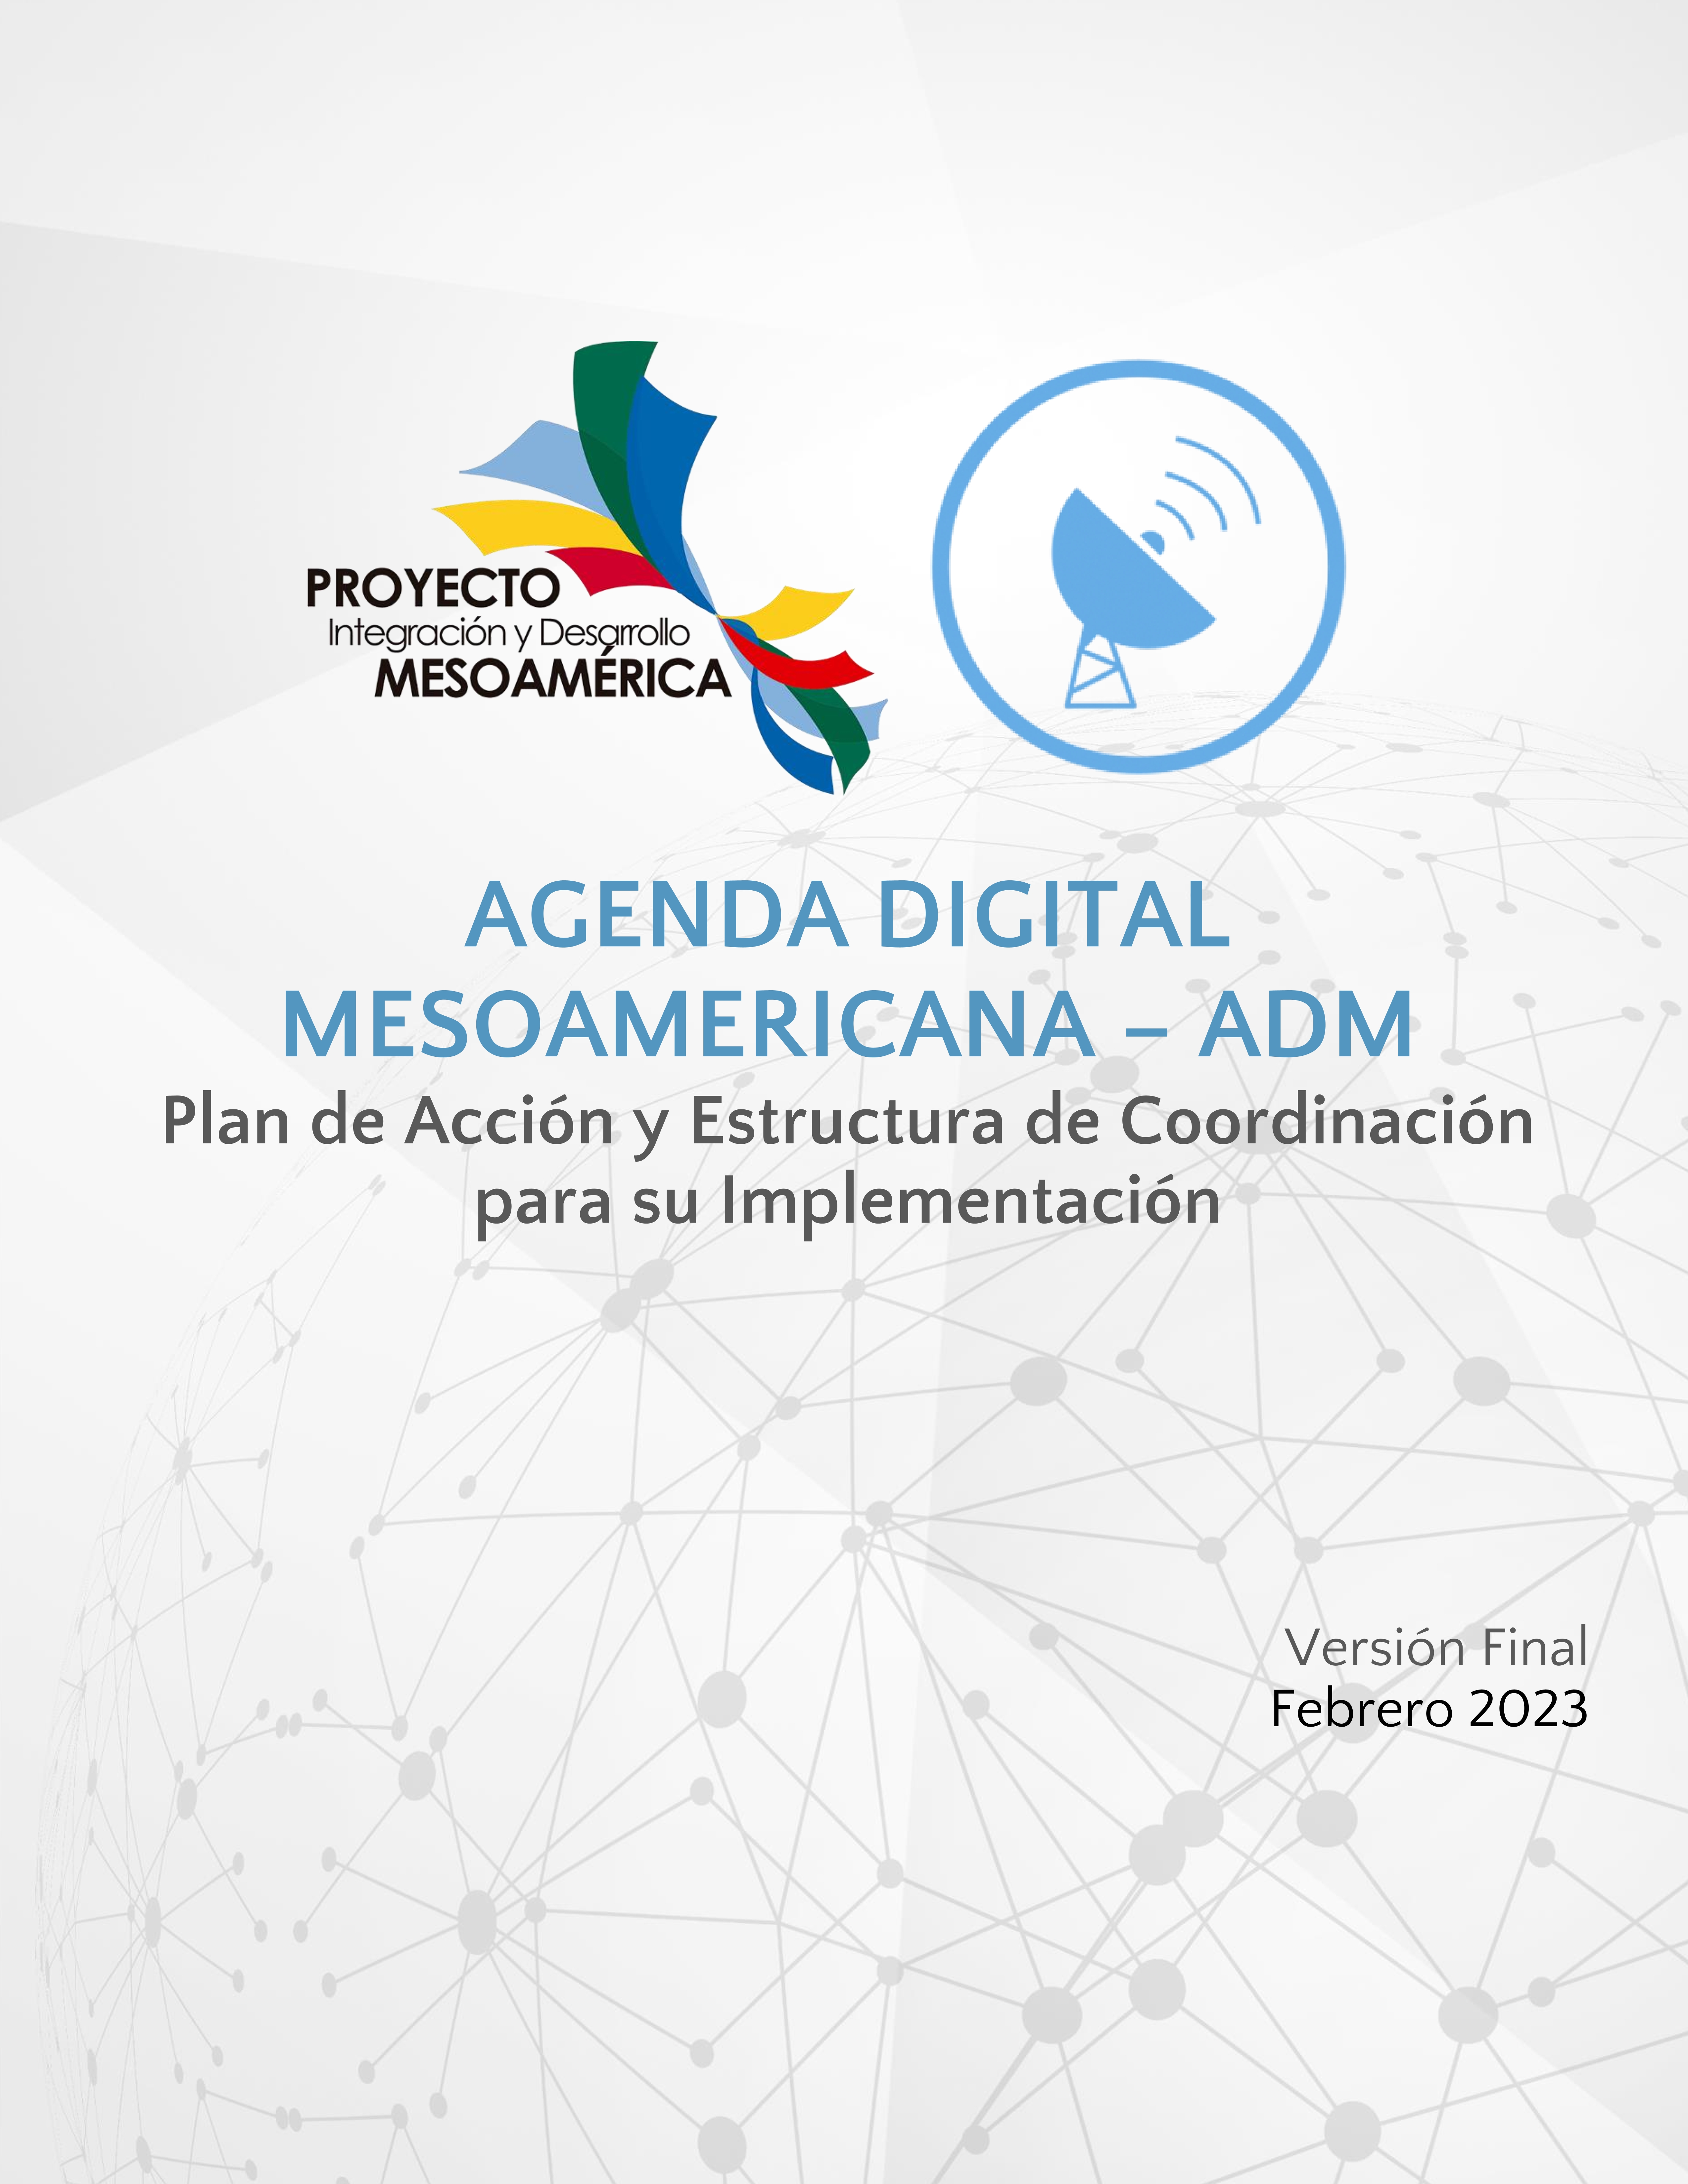 PROYECTO
Integración y Desarrollo
MESOAMÉRICA
AGENDA DIGITAL
MESOAMERICANA – ADM
Plan de Acción y Estructura de Coordinación
para su Implementación
Versión Final
Febrero 2023